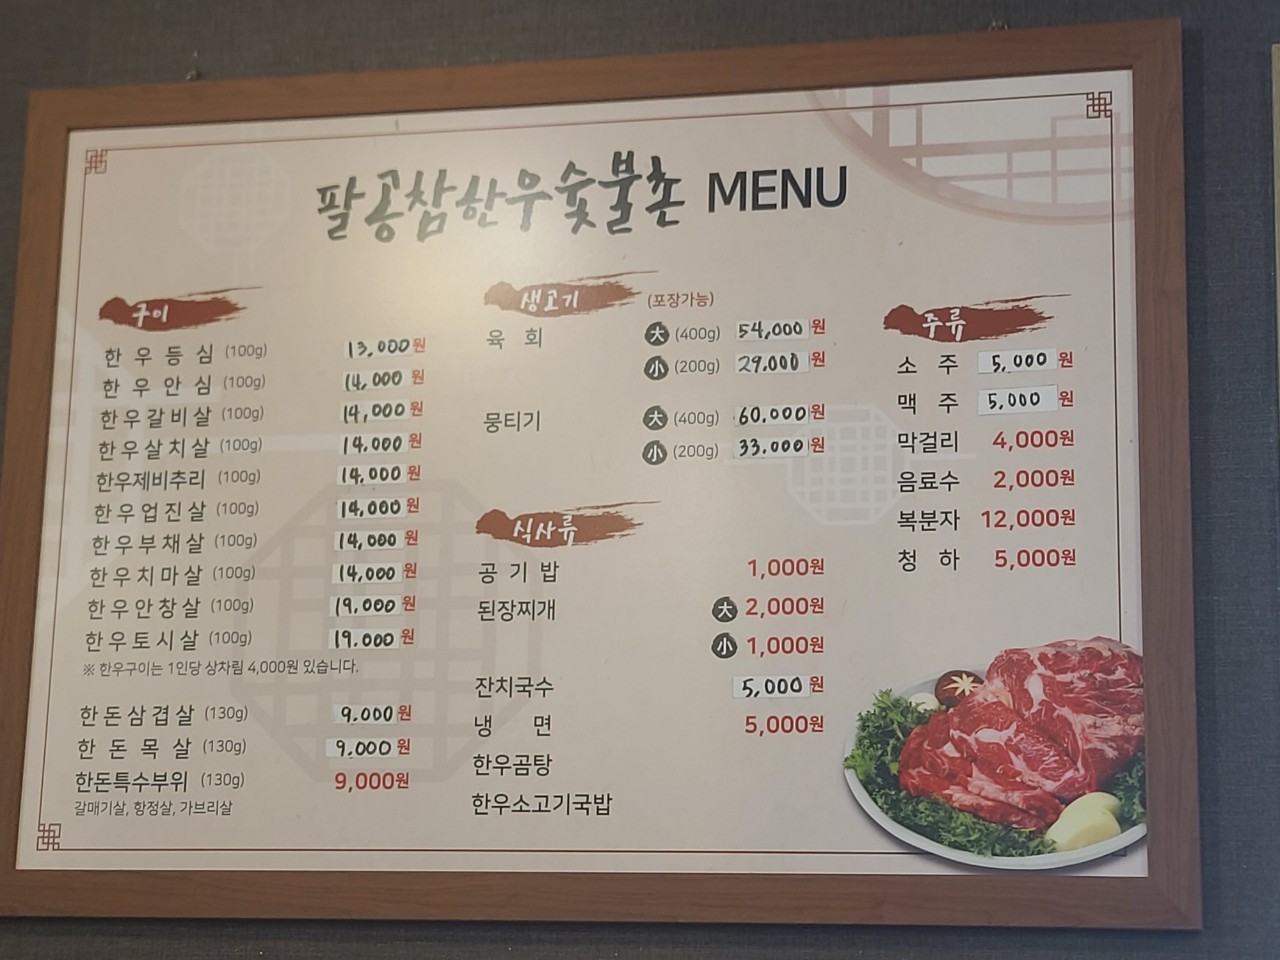 팔공참한우숯불촌 MENU
구이
한우등심 (100g) 13,000원
한우안심 (100g) 14,000원
한우갈비살 (100g) 14,000원
한우살치살 (100g) 14,000원
한우제비추리 (100g) 14,000원
한우업진살 (100g) 14,000원
한우부채살 (100g) 14,000원
한우치마살 (100g) 14,000원
한우안창살 (100g) 19,000원
한우토시살 (100g) 19.000원
※ 한우구이는 1인당 상차림 4,000원 있습니다.
한돈삼겹살 (130g) 9.000원
한돈목살 (130g) 9,000원
한돈특수부위 (130g) 9,000원
갈매기살, 항정살, 가브리살
생고기 (포장가능)
육회 大 (400g) 54,000원
小 (200g) 29,000원
뭉티기 大 (400g) 60,000원
小 (200g) 33.000원
식사류
공기밥 1,000원
된장찌개 大 2,000원
小 1,000원
잔치국수 5,000원
냉면 5,000원
한우곰탕
한우소고기국밥
주류
소주 5,000원
맥주 5,000원
막걸리 4,000원
음료수 2,000원
복분자 12,000원
청하 5,000원